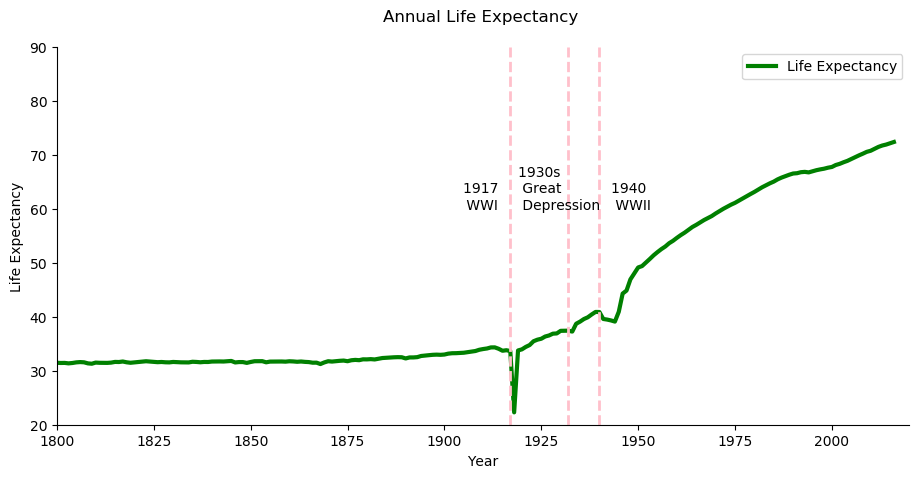 Annual Life Expectancy
90
80
70
60
50
40
30
20
Life Expectancy
Life Expectancy
1917
WWI
1930s
Great
Depression
1940
WWII
1800
1825
1850
1875
1900
1925
1950
1975
2000
Year